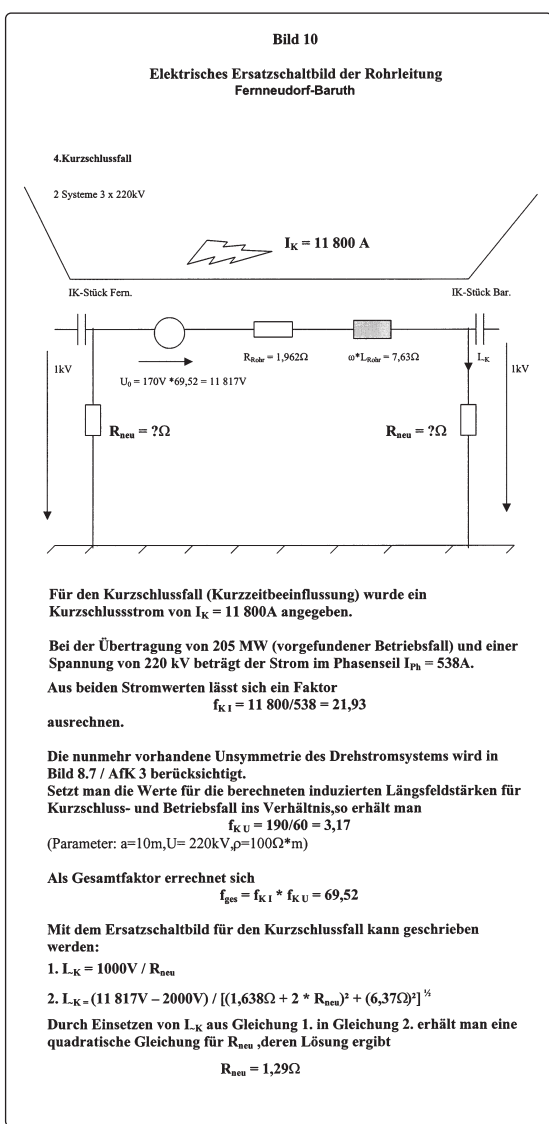 Bild 10
Elektrisches Ersatzschaltbild der Rohrleitung
Fernneudorf-Baruth
4.Kurzschlussfall
2 Systeme 3 x 220kV
I_K = 11 800 A
IK-Stück Fern.
IK-Stück Bar.
R_Rohr = 1,962Ω
ω*L_Rohr = 7,63Ω
I_~K
1kV
1kV
U_0 = 170V *69,52 = 11 817V
R_neu = ?Ω
R_neu = ?Ω
Für den Kurzschlussfall (Kurzzeitbeeinflussung) wurde ein
Kurzschlussstrom von I_K = 11 800A angegeben.
Bei der Übertragung von 205 MW (vorgefundener Betriebsfall) und einer
Spannung von 220 kV beträgt der Strom im Phasenseil I_Ph = 538A.
Aus beiden Stromwerten lässt sich ein Faktor
f_K I = 11 800/538 = 21,93
ausrechnen.
Die nunmehr vorhandene Unsymmetrie des Drehstromsystems wird in
Bild 8.7 / AfK 3 berücksichtigt.
Setzt man die Werte für die berechneten induzierten Längsfeldstärken für
Kurzschluss- und Betriebsfall ins Verhältnis,so erhält man
f_K U = 190/60 = 3,17
(Parameter: a=10m,U= 220kV,ρ=100Ω*m)
Als Gesamtfaktor errechnet sich
f_ges = f_K I * f_K U = 69,52
Mit dem Ersatzschaltbild für den Kurzschlussfall kann geschrieben
werden:
1. I_~K = 1000V / R_neu
2. I_~K = (11 817V – 2000V) / [(1,638Ω + 2 * R_neu)² + (6,37Ω)²] ^½
Durch Einsetzen von I_~K aus Gleichung 1. in Gleichung 2. erhält man eine
quadratische Gleichung für R_neu ,deren Lösung ergibt
R_neu = 1,29Ω